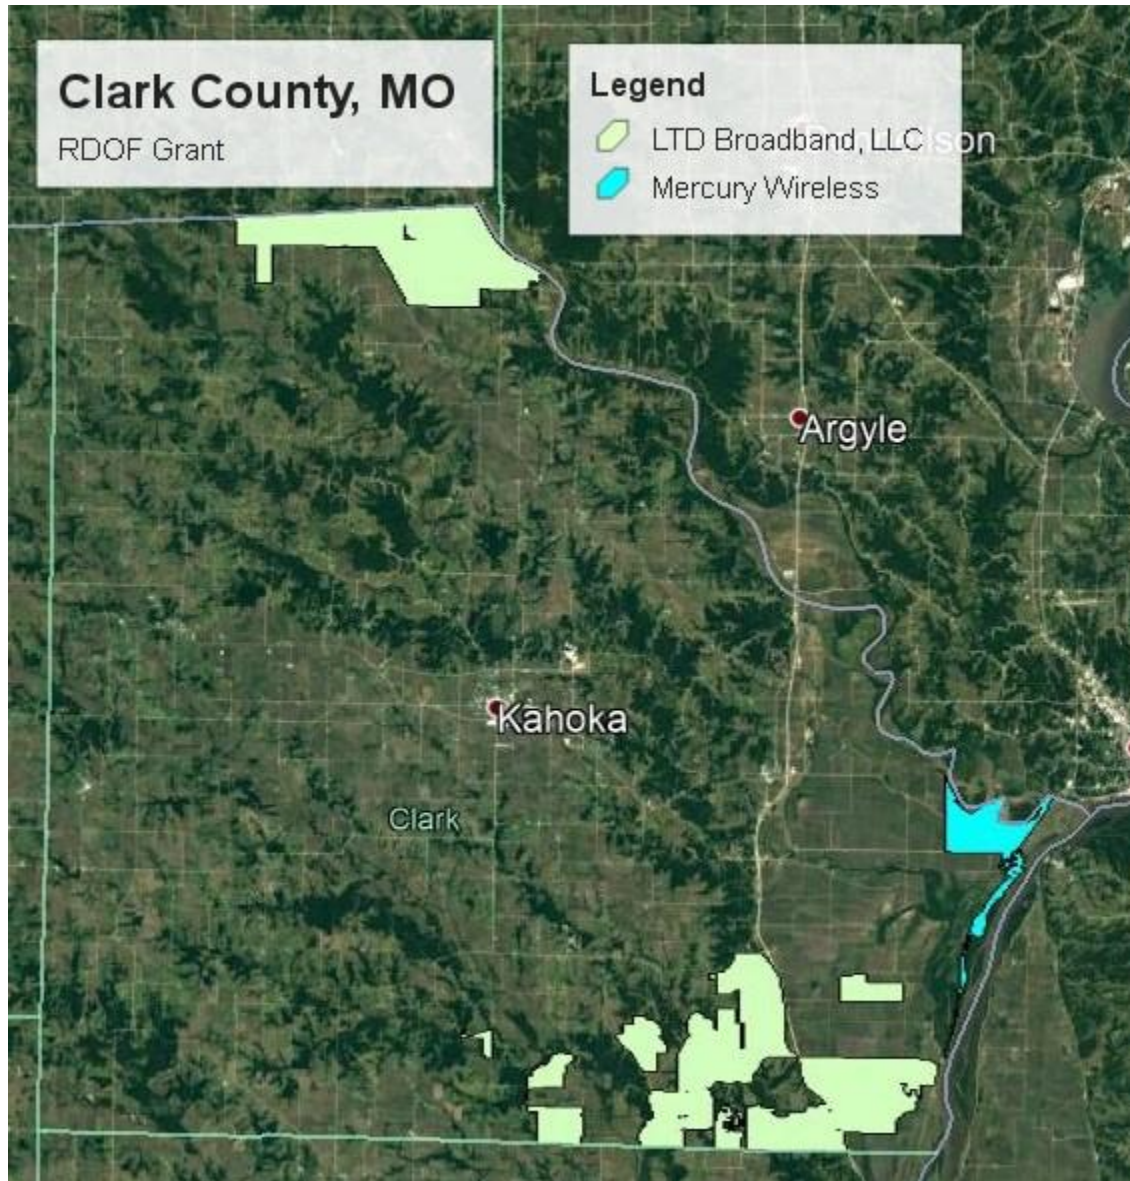 Clark County, MO
RDOF Grant
Legend
LTD Broadband, LLC
Mercury Wireless
Argyle
Kahoka
Clark